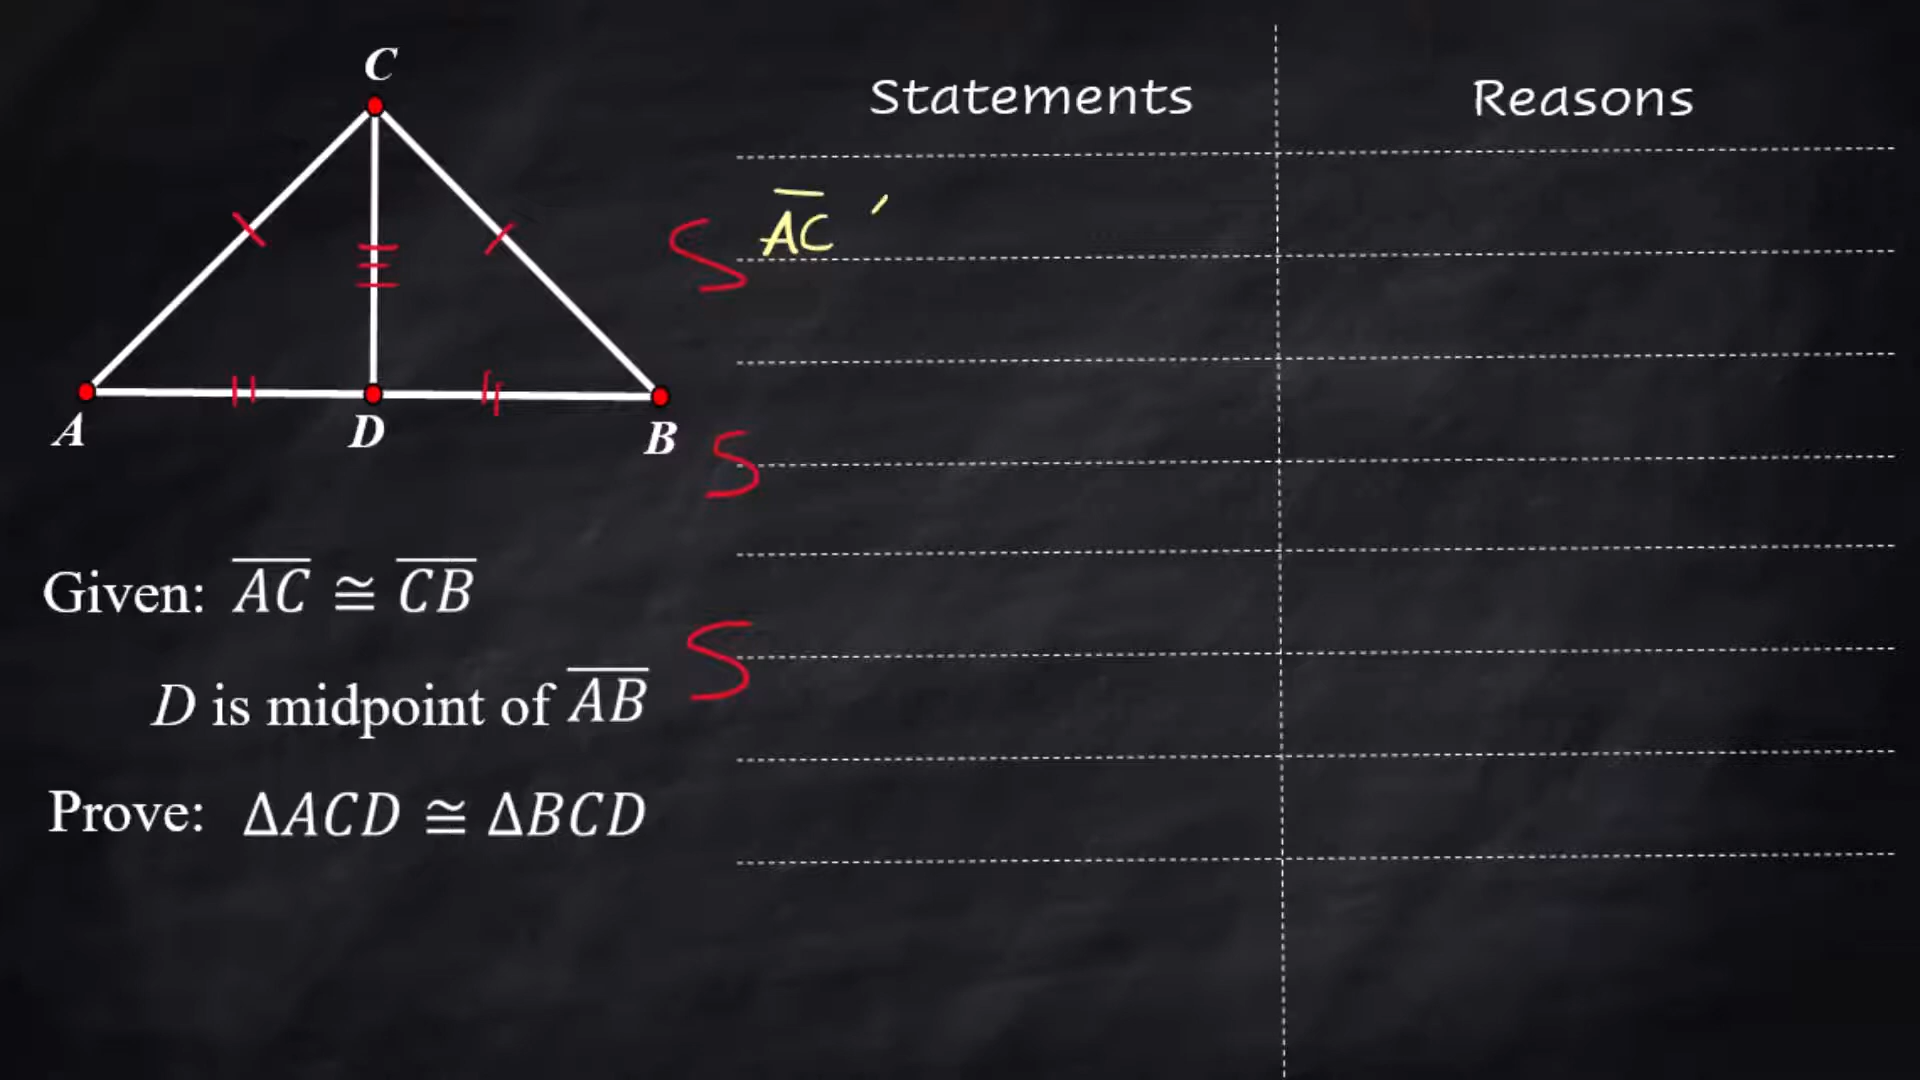 C
A
D
B
Given: AC ≅ CB
D is midpoint of AB
Prove: ΔACD ≅ ΔBCD
Statements Reasons
S AC
S
S